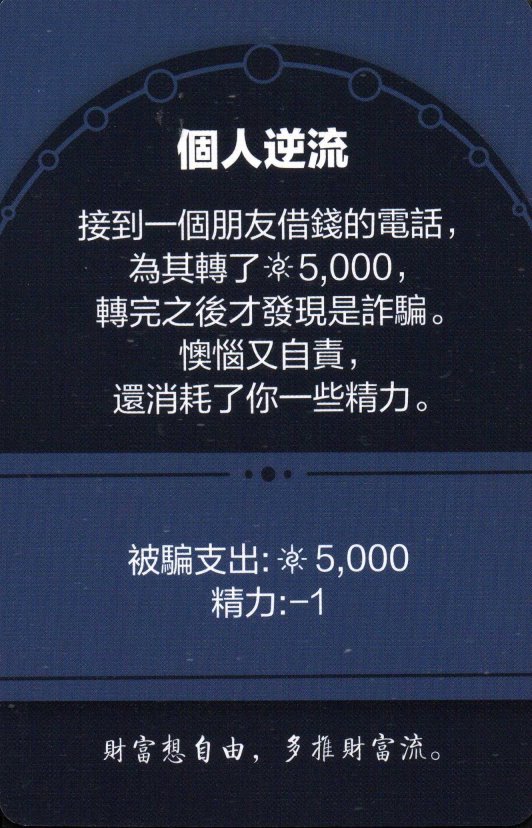 個人逆流
接到一個朋友借錢的電話，
為其轉了5,000，
轉完之後才發現是詐騙。
懊惱又自責，
還消耗了你一些精力。
被騙支出: 5,000
精力:−1
財富想自由，多推財富流。